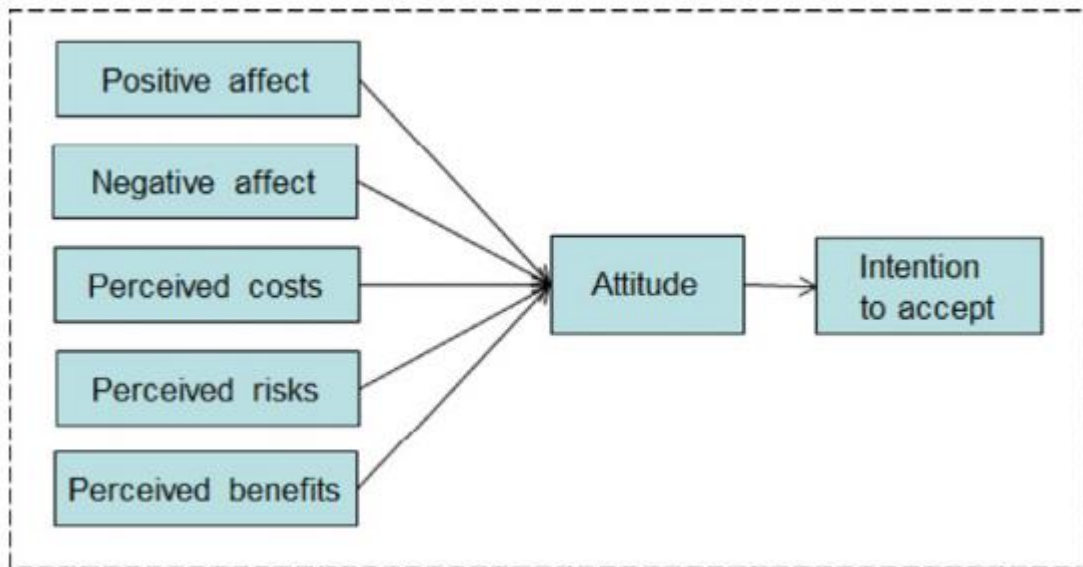 Positive affect
Negative affect
Perceived costs
Perceived risks
Perceived benefits
Attitude
Intention
to accept